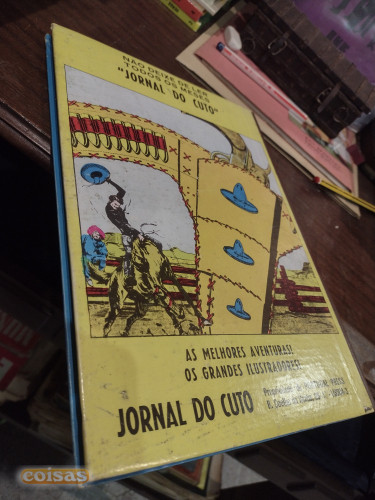 NÃO DEIXE DE LER
TODOS OS MESES
"JORNAL DO CUTO"
AS MELHORES AVENTURAS!
OS GRANDES ILUSTRADORES!
JORNAL DO CUTO
coisas